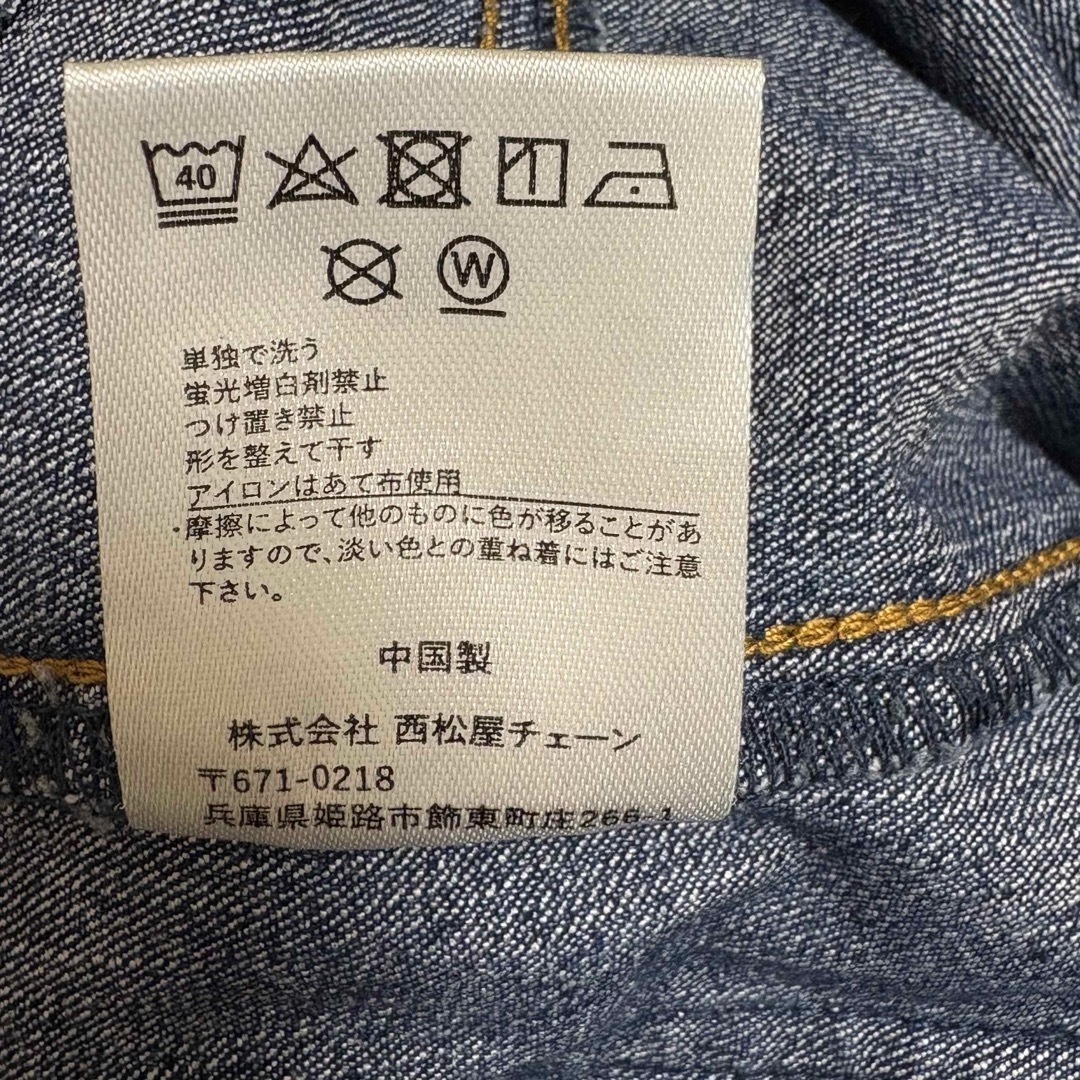 40
W
単独で洗う
蛍光増白剤禁止
つけ置き禁止
形を整えて干す
アイロンはあて布使用
・摩擦によって他のものに色が移ることがあ
りますので、淡い色との重ね着にはご注意
下さい。
中国製
株式会社 西松屋チェーン
〒671-0218
兵庫県姫路市飾東町庄266-1